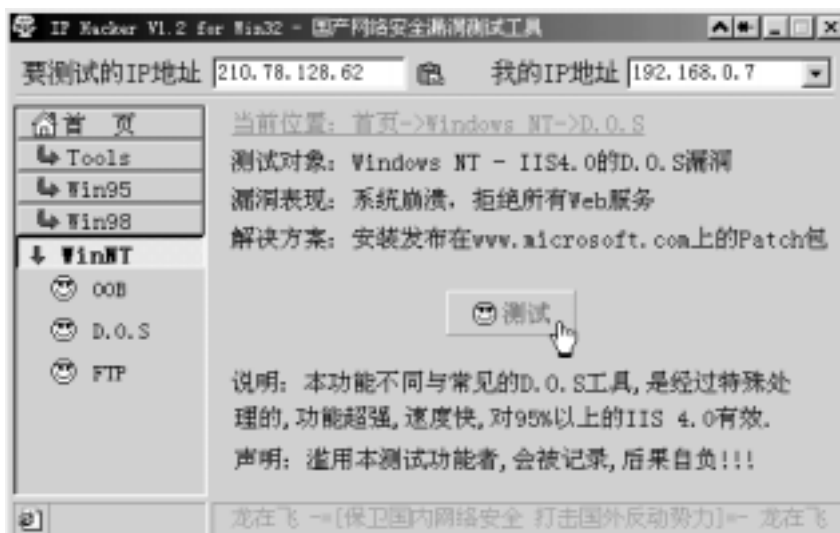 IP Hacker V1.2 for Win32 - 国产网络安全漏洞测试工具
要测试的IP地址 210.78.128.62 我的IP地址 192.168.0.7
首 页
Tools
Win95
Win98
WinNT
OOB
D.O.S
FTP
当前位置: 首页->Windows NT->D.O.S
测试对象: Windows NT - IIS4.0的D.O.S漏洞
漏洞表现: 系统崩溃，拒绝所有Web服务
解决方案: 安装发布在www.microsoft.com上的Patch包
测试
说明: 本功能不同与常见的D.O.S工具,是经过特殊处
理的,功能超强,速度快,对95%以上的IIS 4.0有效.
声明: 滥用本测试功能者,会被记录,后果自负!!!
龙在飞 -=[保卫国内网络安全 打击国外反动势力]=- 龙在飞